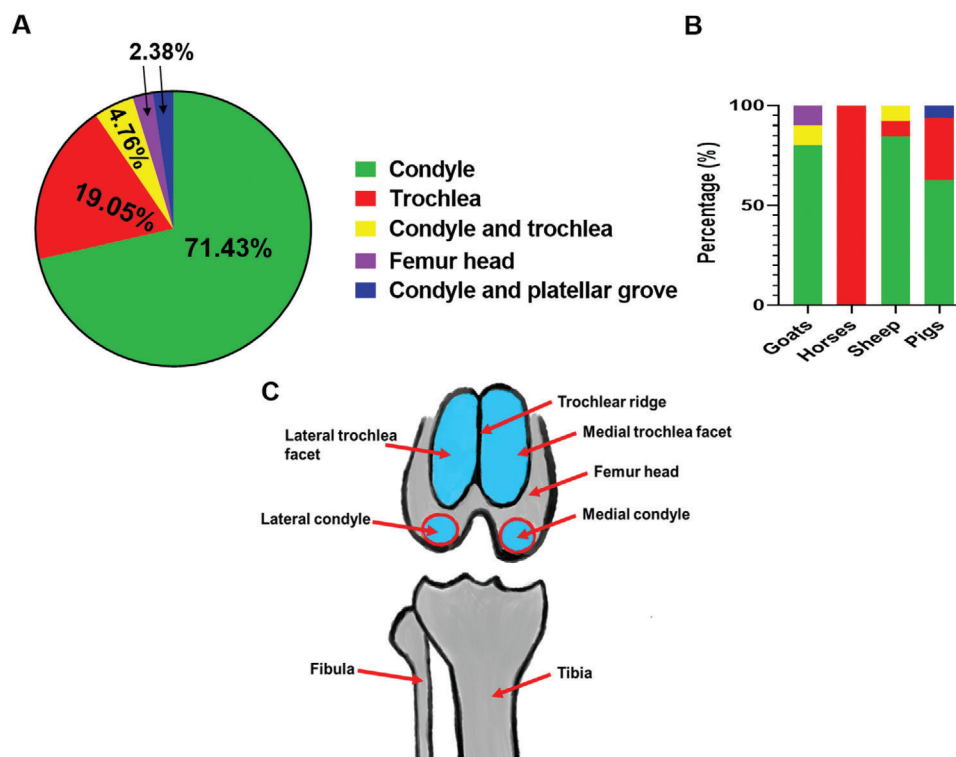 A
2.38%
4.76%
19.05%
71.43%
Condyle
Trochlea
Condyle and trochlea
Femur head
Condyle and platellar grove
B
Percentage (%)
100
50
0
Goats
Horses
Sheep
Pigs
C
Trochlear ridge
Lateral trochlea
facet
Medial trochlea facet
Femur head
Lateral condyle
Medial condyle
Fibula
Tibia